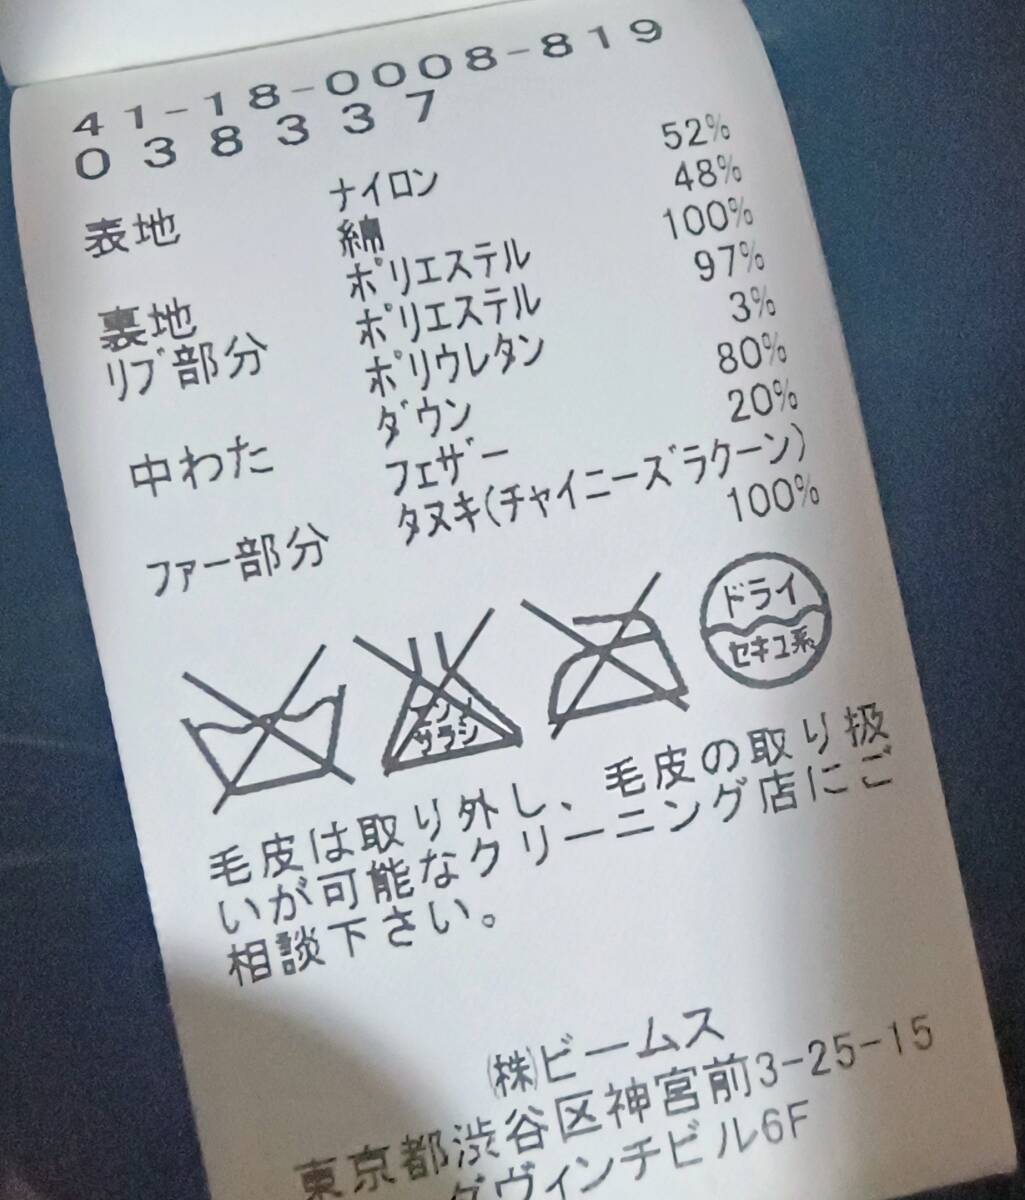 41-18-0008-819
038337
表地 ナイロン 52%
綿 48%
裏地 ポリエステル 100%
リブ部分 ポリエステル 97%
ポリウレタン 3%
中わた ダウン 80%
フェザー 20%
ファー部分 タヌキ(チャイニーズラクーン)
100%
エンソ
サラシ
ドライ
セキユ系
毛皮は取り外し、毛皮の取り扱
いが可能なクリーニング店にご
相談下さい。
㈱ビームス
東京都渋谷区神宮前3-25-15
ダヴィンチビル6F